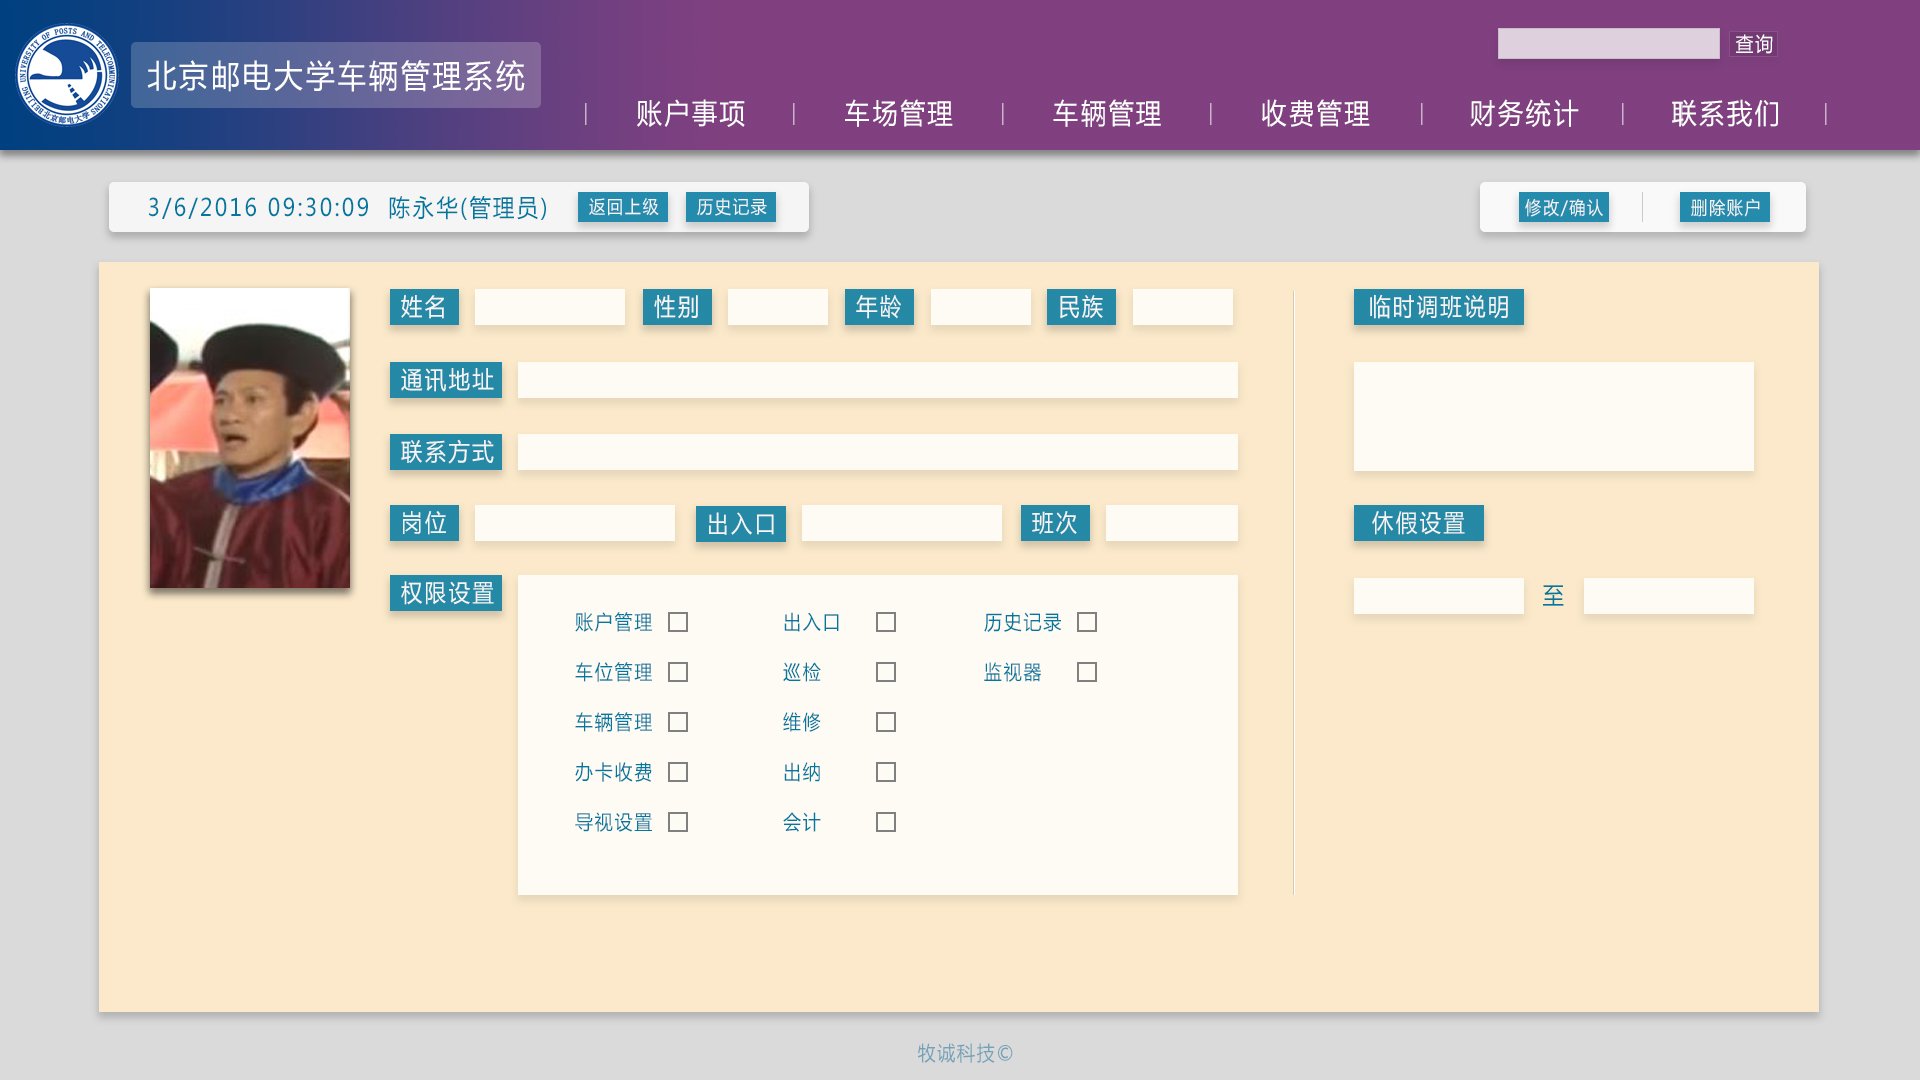 UNIVERSITY OF POSTS AND TELECOMMUNICATIONS
BEIJING
北京邮电大学
北京邮电大学车辆管理系统
查询
账户事项 车场管理 车辆管理 收费管理 财务统计 联系我们
3/6/2016 09:30:09 陈永华(管理员) 返回上级 历史记录 修改/确认 删除账户
姓名 性别 年龄 民族 临时调班说明
通讯地址
联系方式
岗位 出入口 班次 休假设置
权限设置
至
账户管理 出入口 历史记录
车位管理 巡检 监视器
车辆管理 维修
办卡收费 出纳
导视设置 会计
牧诚科技©